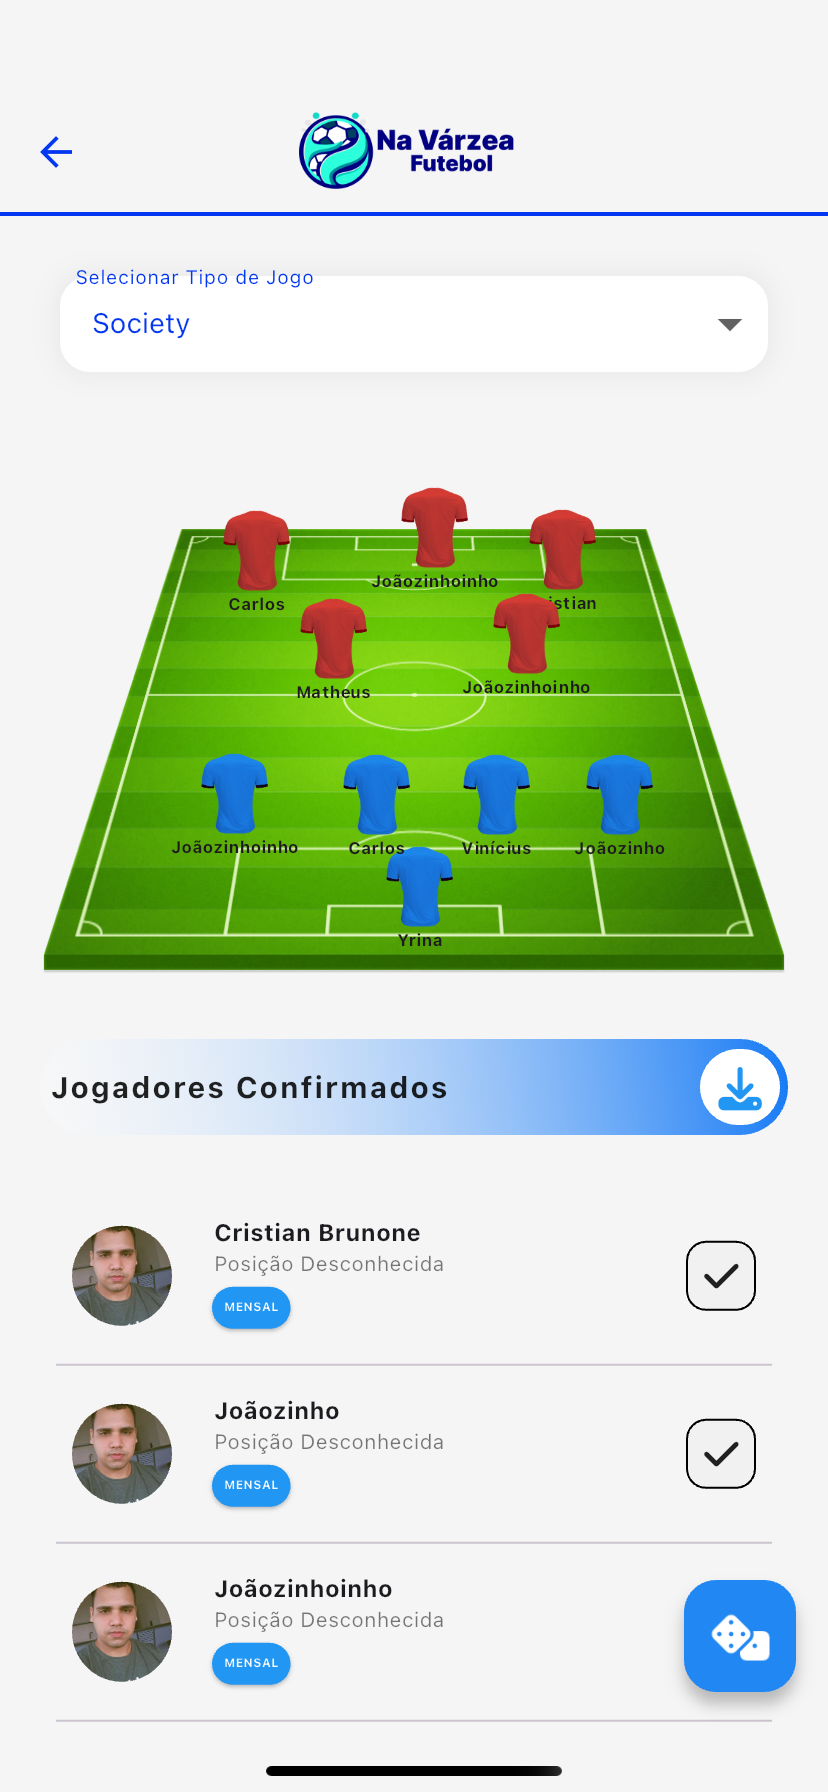 Na Várzea
Futebol
Selecionar Tipo de Jogo
Society
Joãozinhoinho
Carlos
istian
Matheus
Joãozinhoinho
Joãozinhoinho
Carlos
Vinícius
Joãozinho
Yrina
Jogadores Confirmados
Cristian Brunone
Posição Desconhecida
MENSAL
Joãozinho
Posição Desconhecida
MENSAL
Joãozinhoinho
Posição Desconhecida
MENSAL